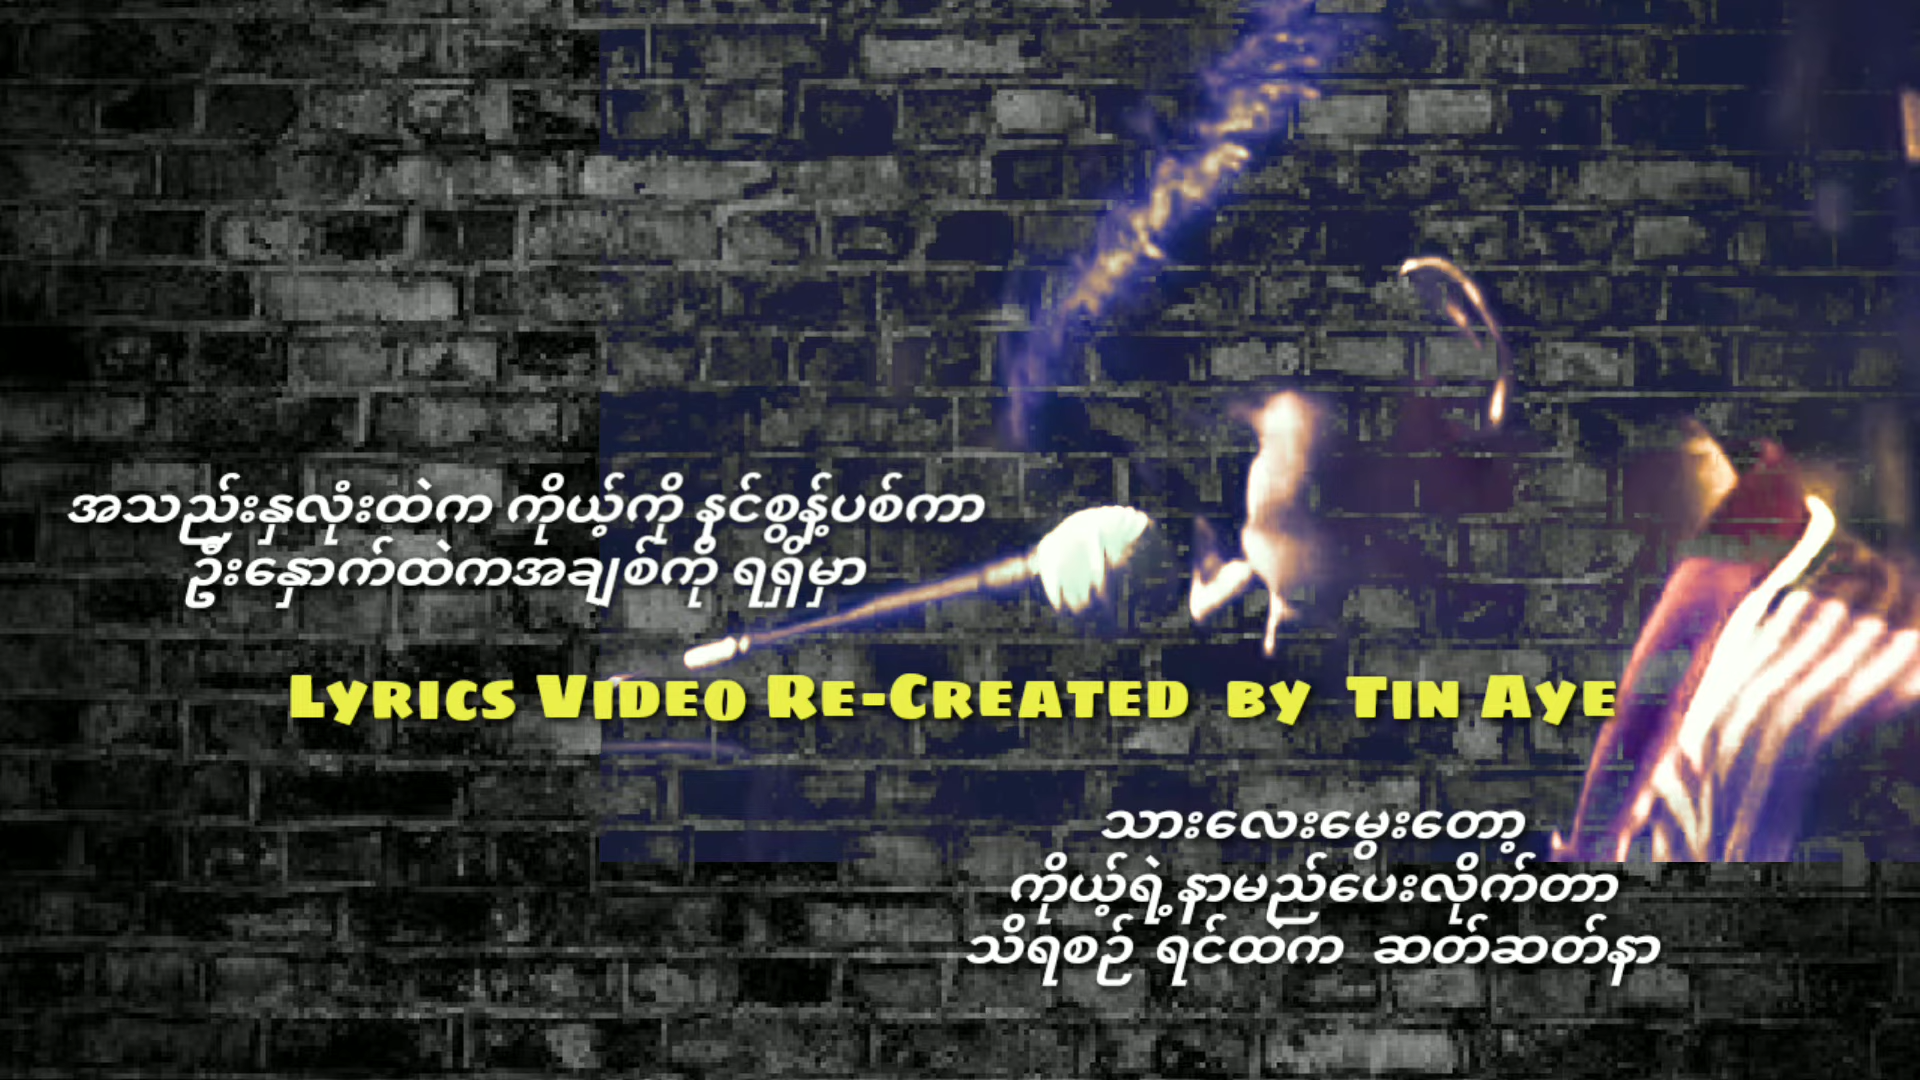 အသည်းနှလုံးထဲက ကိုယ့်ကို နှင်စွန့်ပစ်ကာ
ဦးနှောက်ထဲကအချစ်ကို ရရှိမှာ
Lyrics Video Re-Created by Tin Aye
သားလေးမွေးတော့
ကိုယ့်ရဲ့နာမည်ပေးလိုက်တာ
သိရစဉ် ရင်ထဲက ဆတ်ဆတ်နာ